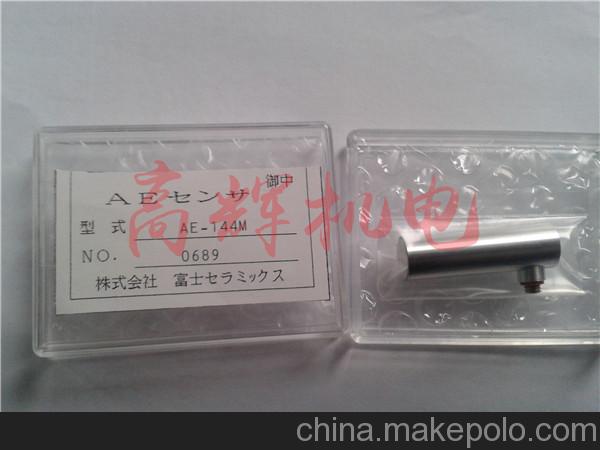 御中
AEセンサ
型式 AE-144M
NO. 0689
株式会社 富士セラミックス
高辉机电
china.makepolo.com